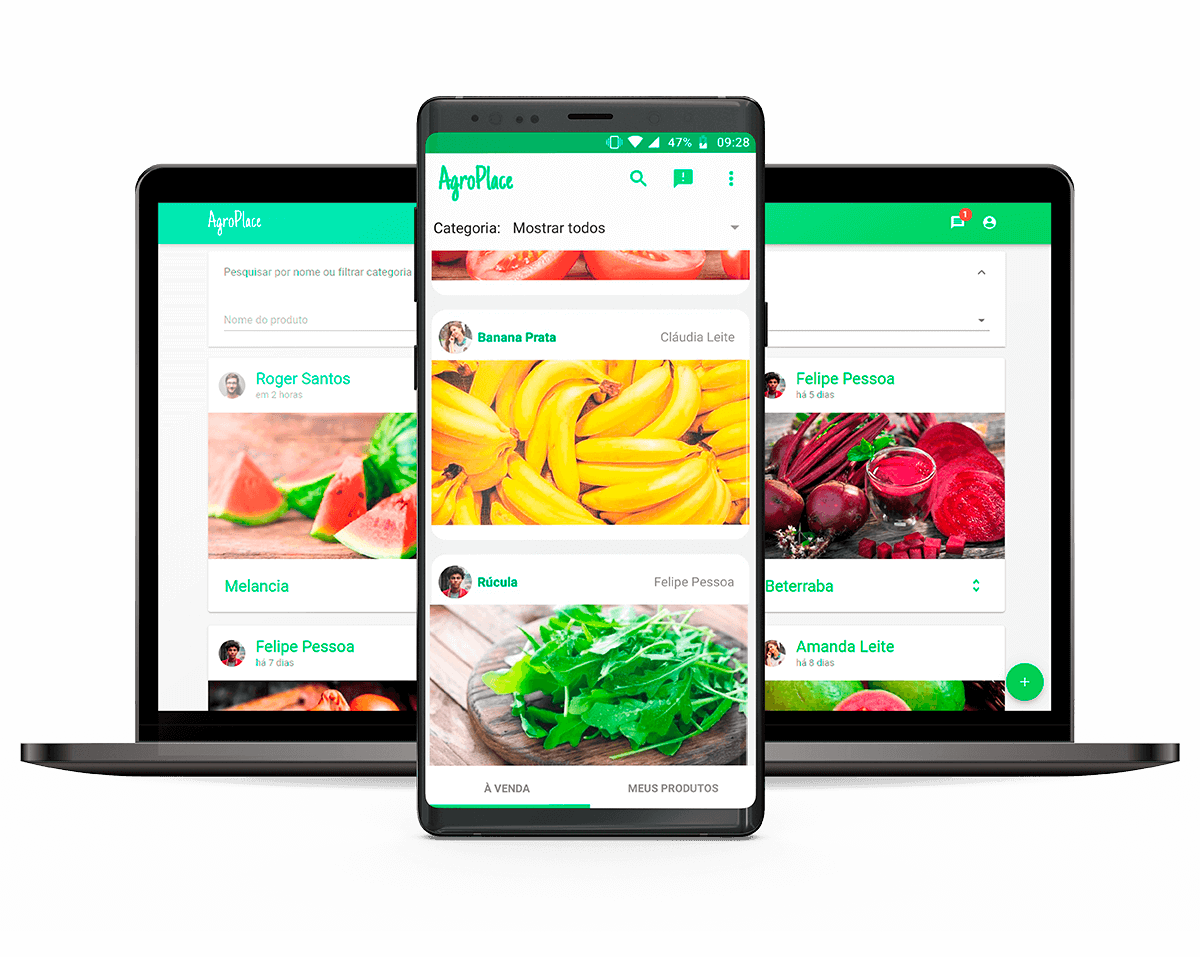 47% 09:28
AgroPlace
Categoria: Mostrar todos
Banana Prata Cláudia Leite
Rúcula Felipe Pessoa
À VENDA MEUS PRODUTOS
AgroPlace
1
Pesquisar por nome ou filtrar categoria
Nome do produto
Roger Santos
em 2 horas
Melancia
Felipe Pessoa
há 7 dias
Felipe Pessoa
há 5 dias
Beterraba
Amanda Leite
há 8 dias
+